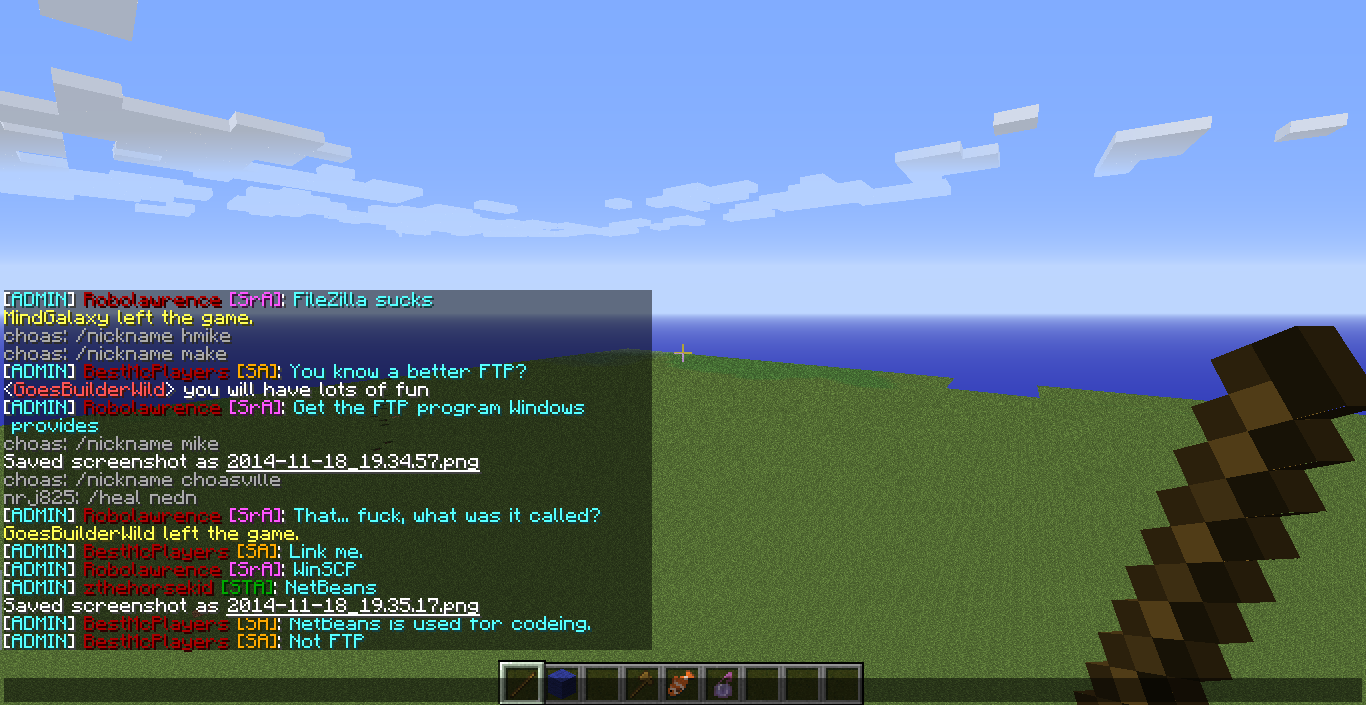 [ADMIN] Robolawrence [SrA]: FileZilla sucks
MindGalaxy left the game.
choas: /nickname hmike
choas: /nickname make
[ADMIN] BestMcPlayers [SA]: You know a better FTP?
<GoesBuilderWild> you will have lots of fun
[ADMIN] Robolawrence [SrA]: Get the FTP program Windows
provides
choas: /nickname mike
Saved screenshot as 2014-11-18_19.34.57.png
choas: /nickname choasville
nrj825: /heal nedn
[ADMIN] Robolawrence [SrA]: That... fuck, what was it called?
GoesBuilderWild left the game.
[ADMIN] BestMcPlayers [SA]: Link me.
[ADMIN] Robolawrence [SrA]: WinSCP
[ADMIN] zthehorsekid [STA]: NetBeans
Saved screenshot as 2014-11-18_19.35.17.png
[ADMIN] BestMcPlayers [SA]: NetBeans is used for codeing.
[ADMIN] BestMcPlayers [SA]: Not FTP